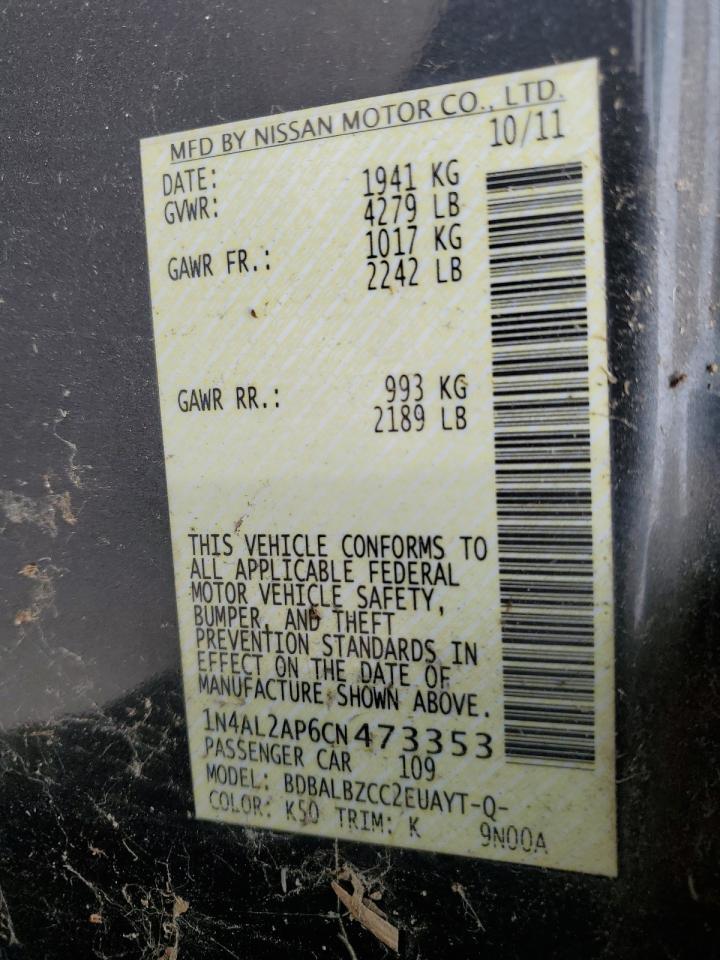 MFD BY NISSAN MOTOR CO., LTD.
DATE: 10/11
GVWR: 1941 KG
4279 LB
GAWR FR.: 1017 KG
2242 LB
GAWR RR.: 993 KG
2189 LB
THIS VEHICLE CONFORMS TO
ALL APPLICABLE FEDERAL
MOTOR VEHICLE SAFETY,
BUMPER, AND THEFT
PREVENTION STANDARDS IN
EFFECT ON THE DATE OF
MANUFACTURE SHOWN ABOVE.
1N4AL2AP6CN473353
PASSENGER CAR 109
MODEL: BDBALBZCC2EUAYT-Q-
COLOR: K50 TRIM: K 9N00A